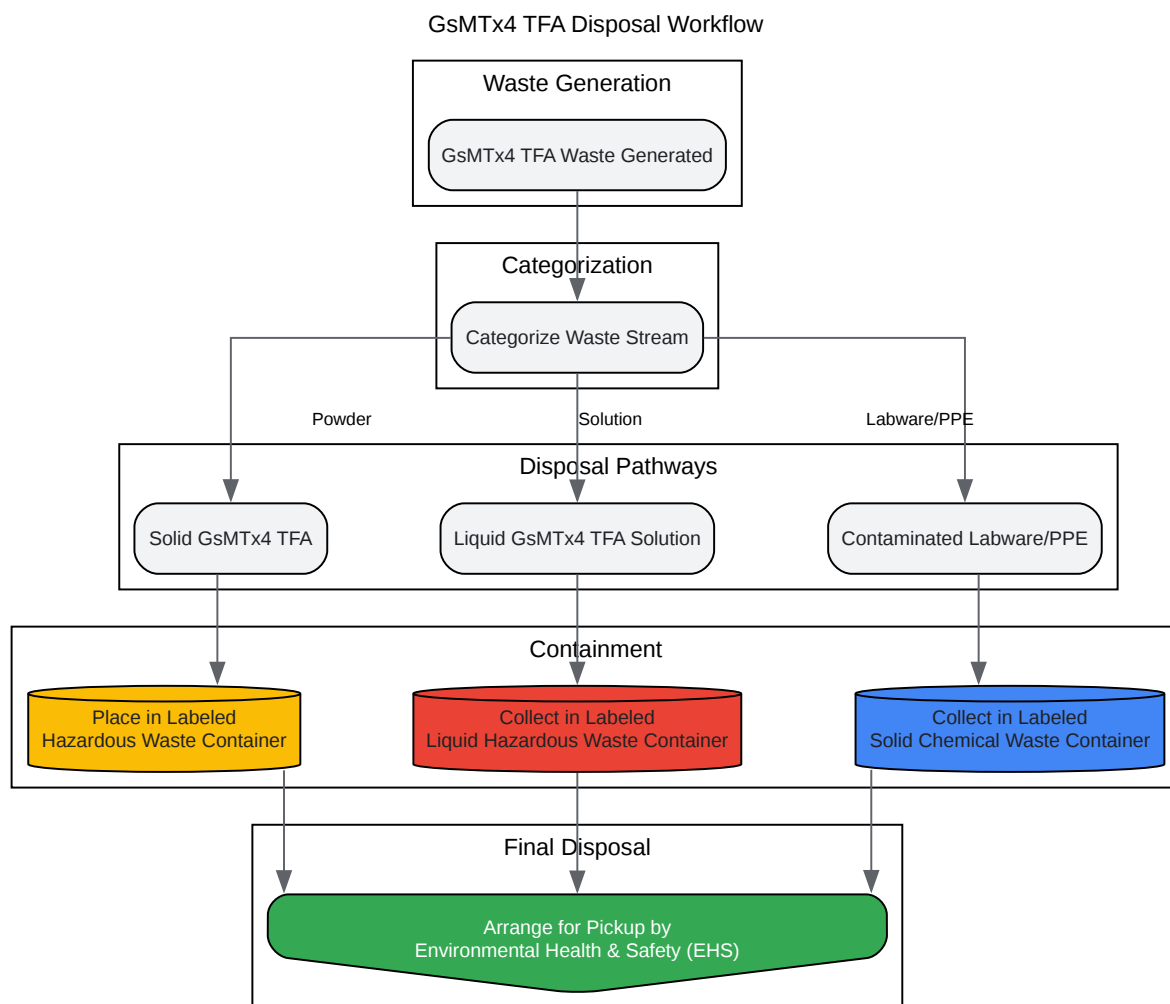 GsMTx4 TFA Disposal Workflow
Waste Generation
GsMTx4 TFA Waste Generated
Categorization
Categorize Waste Stream
Powder
Solution
Labware/PPE
Disposal Pathways
Solid GsMTx4 TFA
Liquid GsMTx4 TFA Solution
Contaminated Labware/PPE
Containment
Place in Labeled
Hazardous Waste Container
Collect in Labeled
Liquid Hazardous Waste Container
Collect in Labeled
Solid Chemical Waste Container
Final Disposal
Arrange for Pickup by
Environmental Health & Safety (EHS)